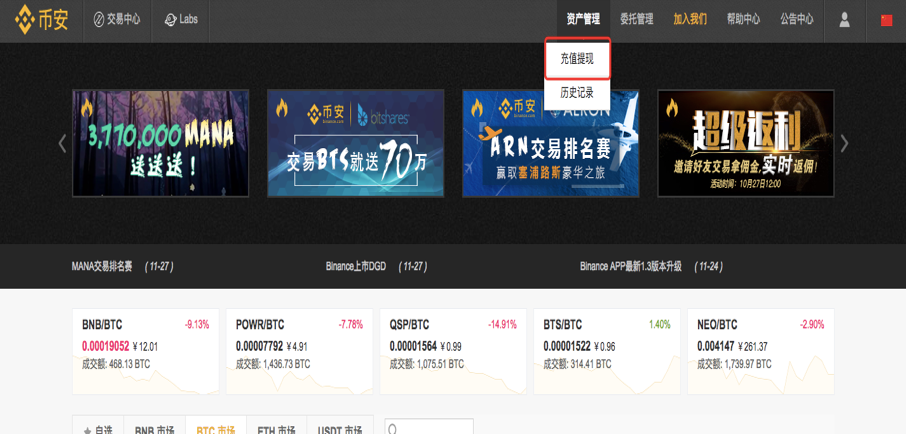 币安 交易中心 Labs 资产管理 委托管理 加入我们 帮助中心 公告中心
充值提现
历史记录
3,770,000 MANA
送送送！
币安 binance.com bitshares
交易BTS就送70万
币安
ARN交易排名赛
赢取塞浦路斯豪华之旅
超级返利
邀请好友交易拿佣金,实时返佣!
活动时间：10月27日12:00
MANA交易排名赛 ( 11-27 ) Binance上市DGD ( 11-27 ) Binance APP最新1.3版本升级 ( 11-24 )
BNB/BTC -9.13%
0.00019052 ¥ 12.01
成交额: 468.13 BTC
POWR/BTC -7.78%
0.00007792 ¥ 4.91
成交额: 1,436.73 BTC
QSP/BTC -14.91%
0.00001564 ¥ 0.99
成交额: 1,075.51 BTC
BTS/BTC 1.40%
0.00001522 ¥ 0.96
成交额: 314.41 BTC
NEO/BTC -2.90%
0.004147 ¥ 261.37
成交额: 1,739.97 BTC
自选 BNB 市场 BTC 市场 ETH 市场 USDT 市场